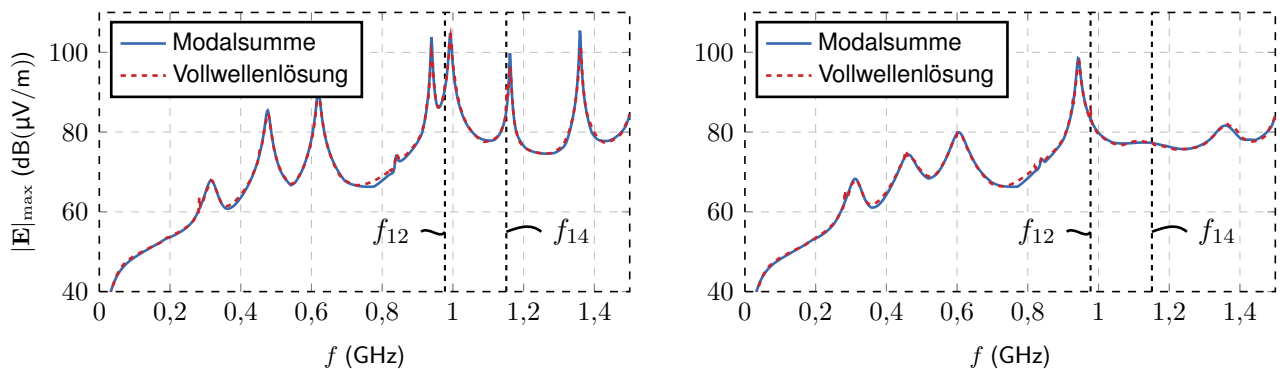 |E|max (dB(µV/m))
100
80
60
40
Modalsumme
Vollwellenlösung
f12
f14
0
0,2
0,4
0,6
0,8
1
1,2
1,4
f (GHz)
100
80
60
40
Modalsumme
Vollwellenlösung
f12
f14
0
0,2
0,4
0,6
0,8
1
1,2
1,4
f (GHz)